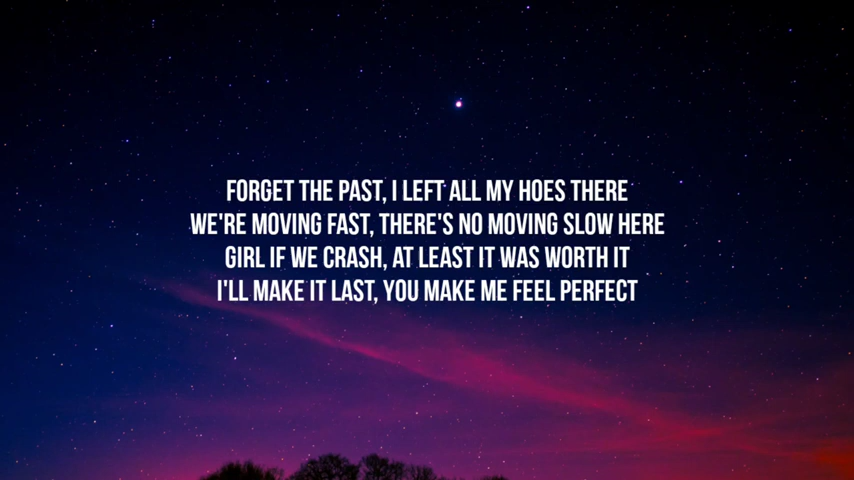 FORGET THE PAST, I LEFT ALL MY HOES THERE
WE'RE MOVING FAST, THERE'S NO MOVING SLOW HERE
GIRL IF WE CRASH, AT LEAST IT WAS WORTH IT
I'LL MAKE IT LAST, YOU MAKE ME FEEL PERFECT